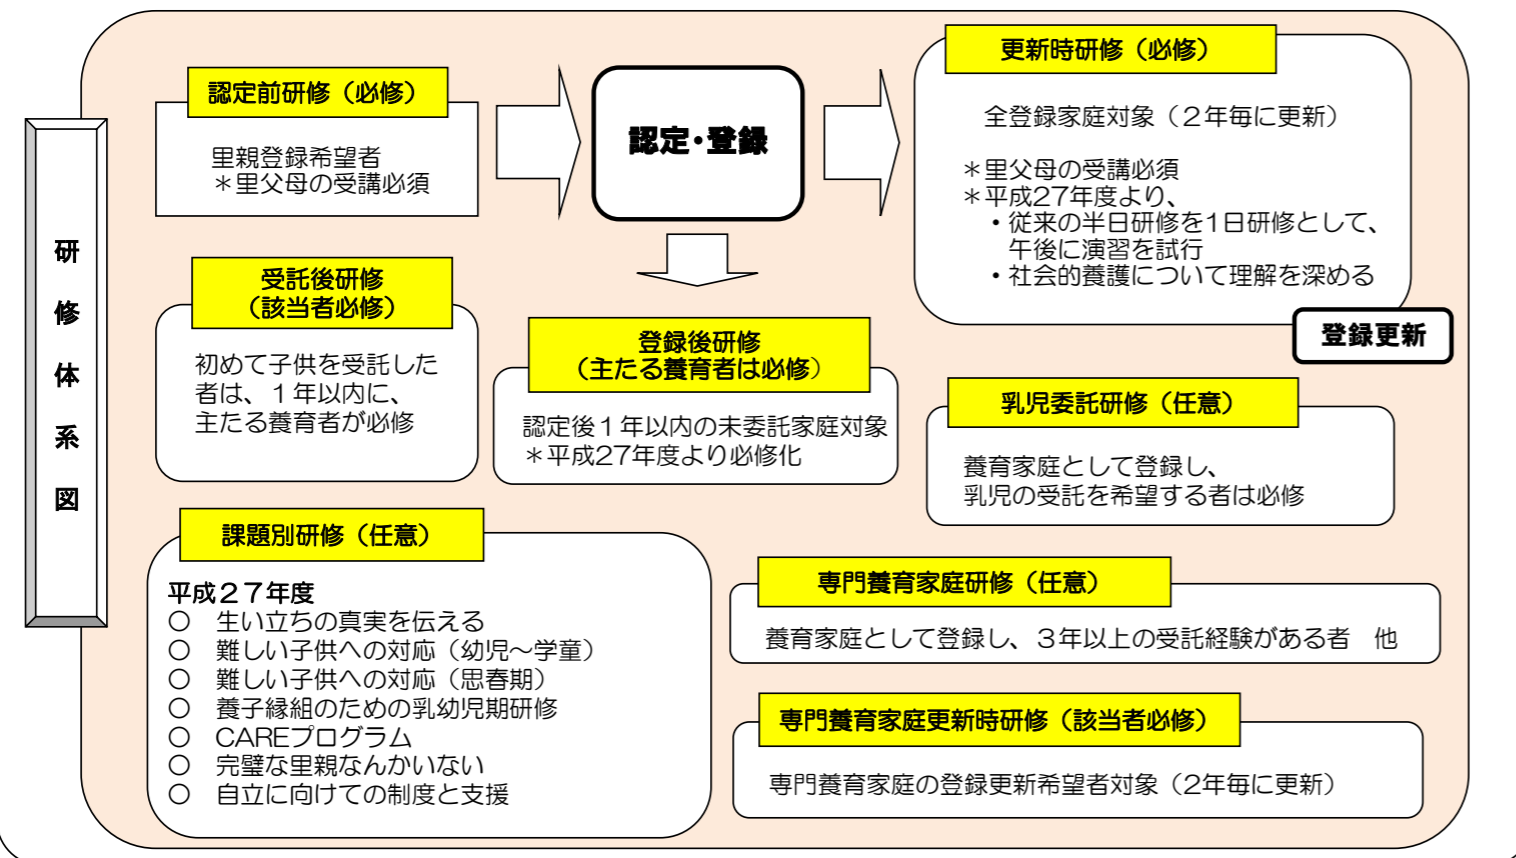 研修体系図
認定前研修（必修）
里親登録希望者
＊里父母の受講必須
認定・登録
更新時研修（必修）
全登録家庭対象（２年毎に更新）
＊里父母の受講必須
＊平成27年度より、
・従来の半日研修を1日研修として、
午後に演習を試行
・社会的養護について理解を深める
登録更新
受託後研修
（該当者必修）
初めて子供を受託した
者は、１年以内に、
主たる養育者が必修
登録後研修
（主たる養育者は必修）
認定後１年以内の未委託家庭対象
＊平成27年度より必修化
乳児委託研修（任意）
養育家庭として登録し、
乳児の受託を希望する者は必修
課題別研修（任意）
平成２７年度
○　生い立ちの真実を伝える
○　難しい子供への対応（幼児～学童）
○　難しい子供への対応（思春期）
○　養子縁組のための乳幼児期研修
○　CAREプログラム
○　完璧な里親なんかいない
○　自立に向けての制度と支援
専門養育家庭研修（任意）
養育家庭として登録し、３年以上の受託経験がある者　他
専門養育家庭更新時研修（該当者必修）
専門養育家庭の登録更新希望者対象（2年毎に更新）